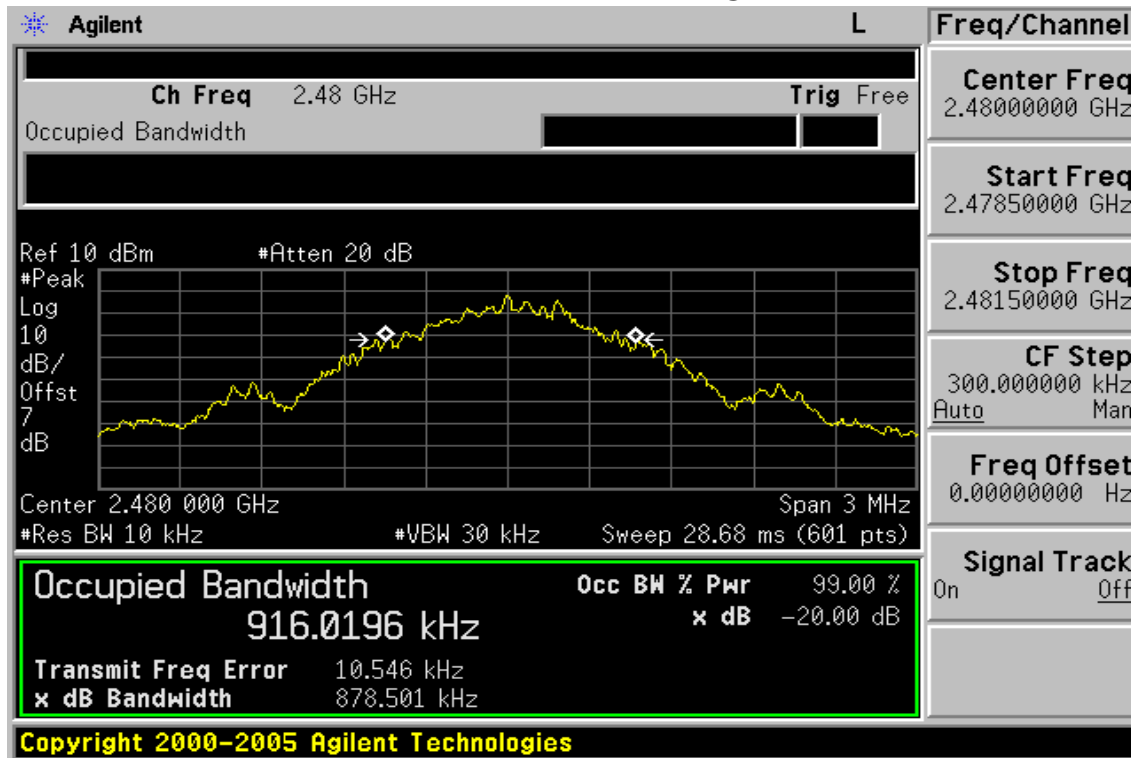 Agilent L Freq/Channel
Ch Freq 2.48 GHz Trig Free
Occupied Bandwidth
Center Freq
2.48000000 GHz
Start Freq
2.47850000 GHz
Stop Freq
2.48150000 GHz
CF Step
300.000000 kHz
Auto Man
Freq Offset
0.00000000 Hz
Signal Track
On Off
Ref 10 dBm #Atten 20 dB
#Peak
Log
10
dB/
Offst
7
dB
Center 2.480 000 GHz Span 3 MHz
#Res BW 10 kHz #VBW 30 kHz Sweep 28.68 ms (601 pts)
Occupied Bandwidth
916.0196 kHz
Occ BW % Pwr 99.00 %
x dB -20.00 dB
Transmit Freq Error 10.546 kHz
x dB Bandwidth 878.501 kHz
Copyright 2000-2005 Agilent Technologies